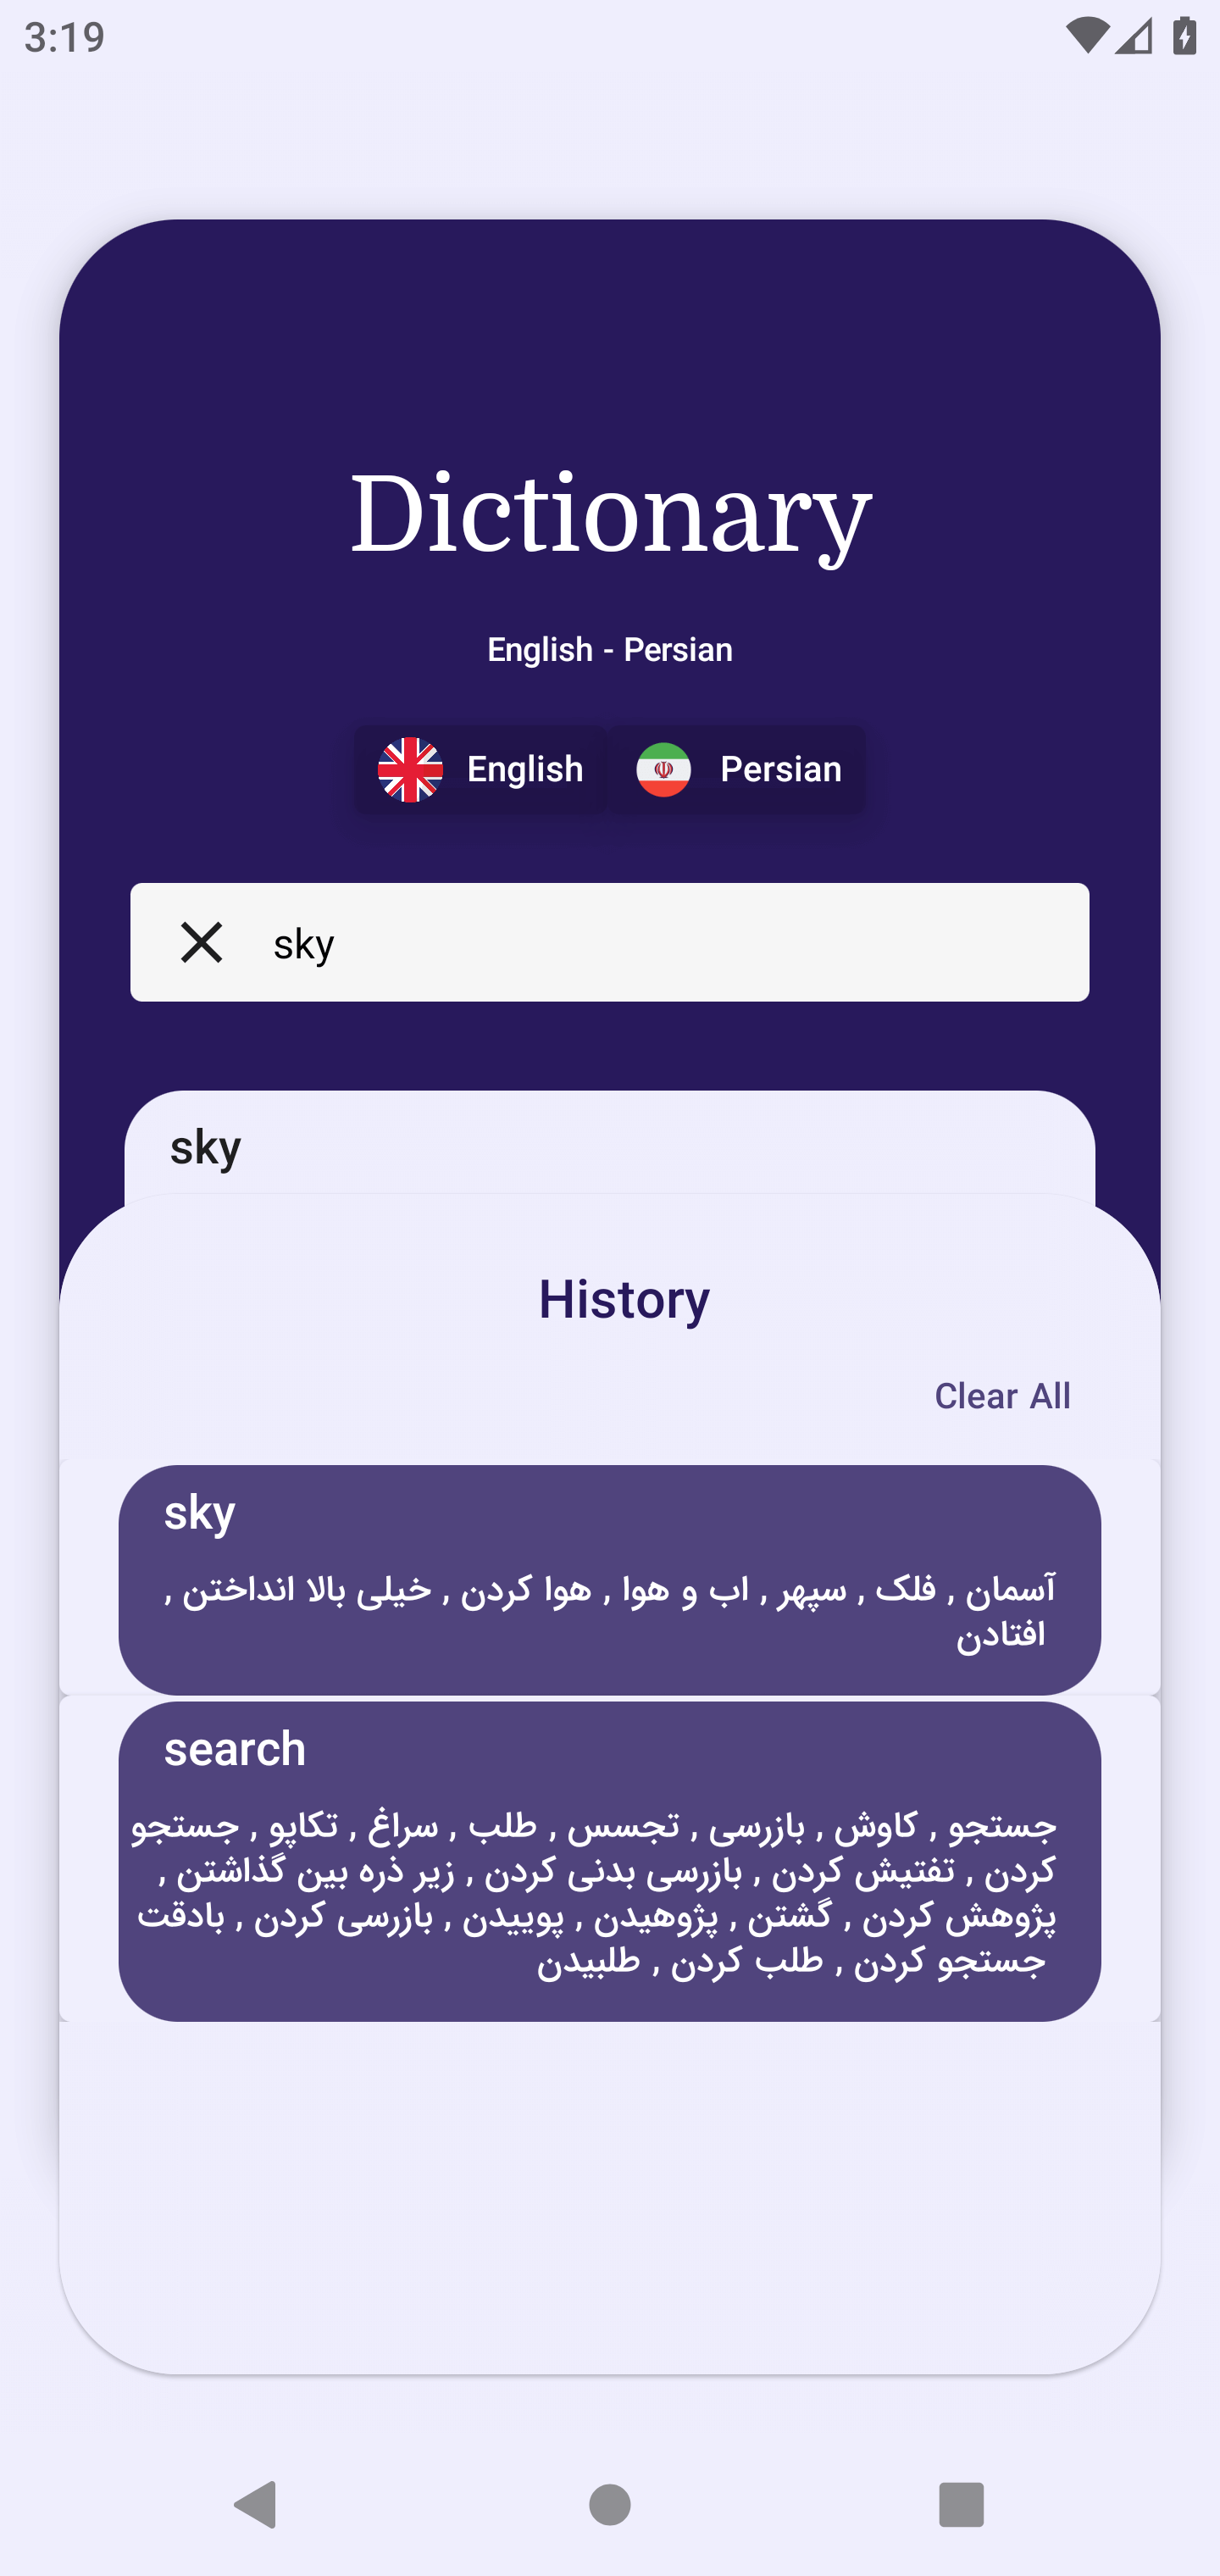 3:19
Dictionary
English - Persian
English
Persian
sky
sky
History
Clear All
sky
آسمان , فلک , سپهر , اب و هوا , هوا کردن , خیلی بالا انداختن ,
افتادن
search
جستجو , کاوش , بازرسی , تجسس , طلب , سراغ , تکاپو , جستجو
کردن , تفتیش کردن , بازرسی بدنی کردن , زیر ذره بین گذاشتن ,
پژوهش کردن , گشتن , پژوهیدن , پوییدن , بازرسی کردن , بادقت
جستجو کردن , طلب کردن , طلبیدن